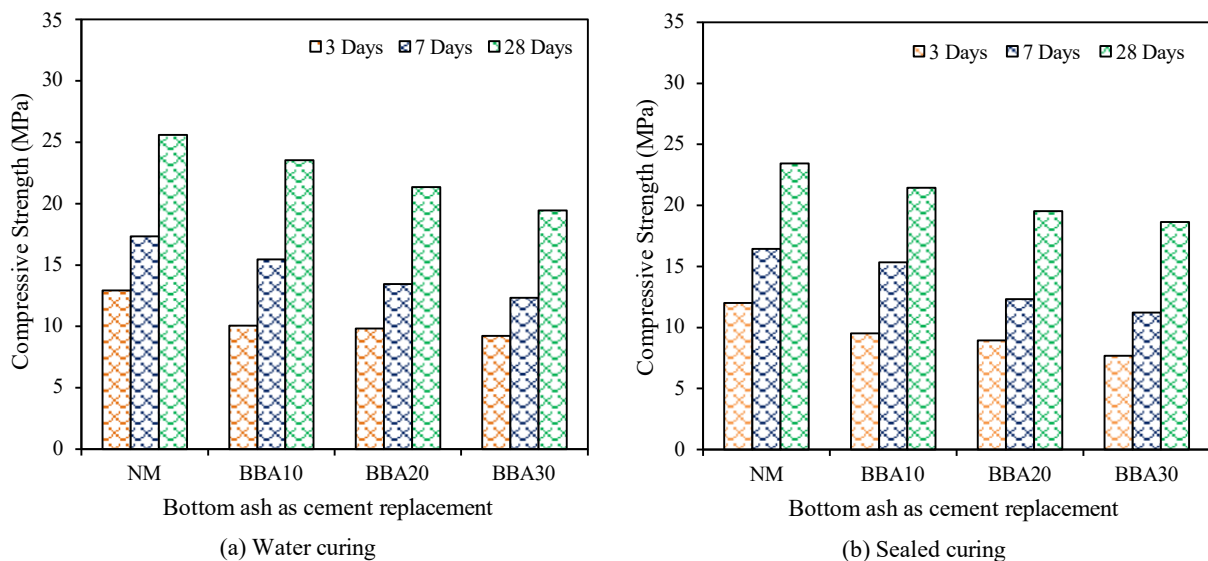 35
30
25
20
15
10
5
0
Compressive Strength (MPa)
3 Days 7 Days 28 Days
NM BBA10 BBA20 BBA30
Bottom ash as cement replacement
(a) Water curing
35
30
25
20
15
10
5
0
Compressive Strength (MPa)
3 Days 7 Days 28 Days
NM BBA10 BBA20 BBA30
Bottom ash as cement replacement
(b) Sealed curing